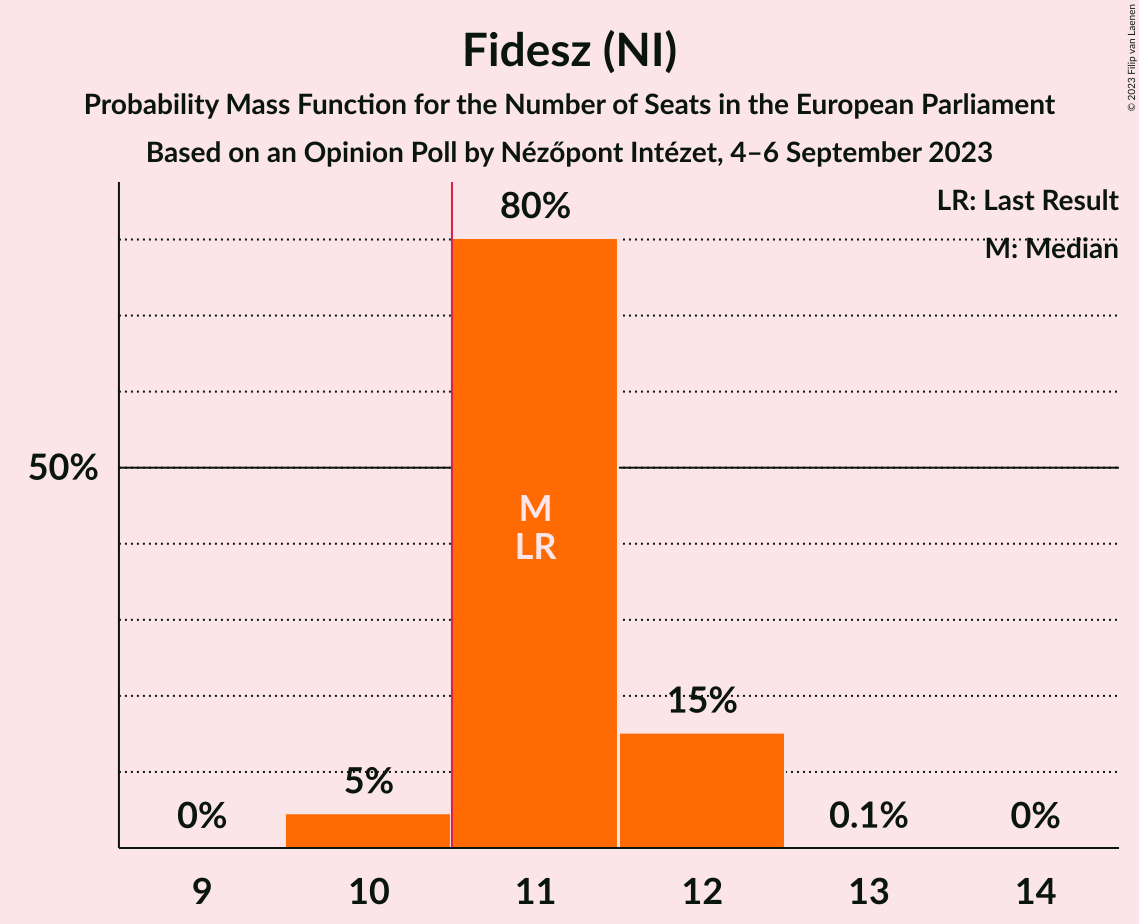 Fidesz (NI)
Probability Mass Function for the Number of Seats in the European Parliament
Based on an Opinion Poll by Nézőpont Intézet, 4–6 September 2023
© 2023 Filip van Laenen
LR: Last Result
M: Median
80%
50%
M
LR
15%
5%
0%
0.1%
0%
9 10 11 12 13 14